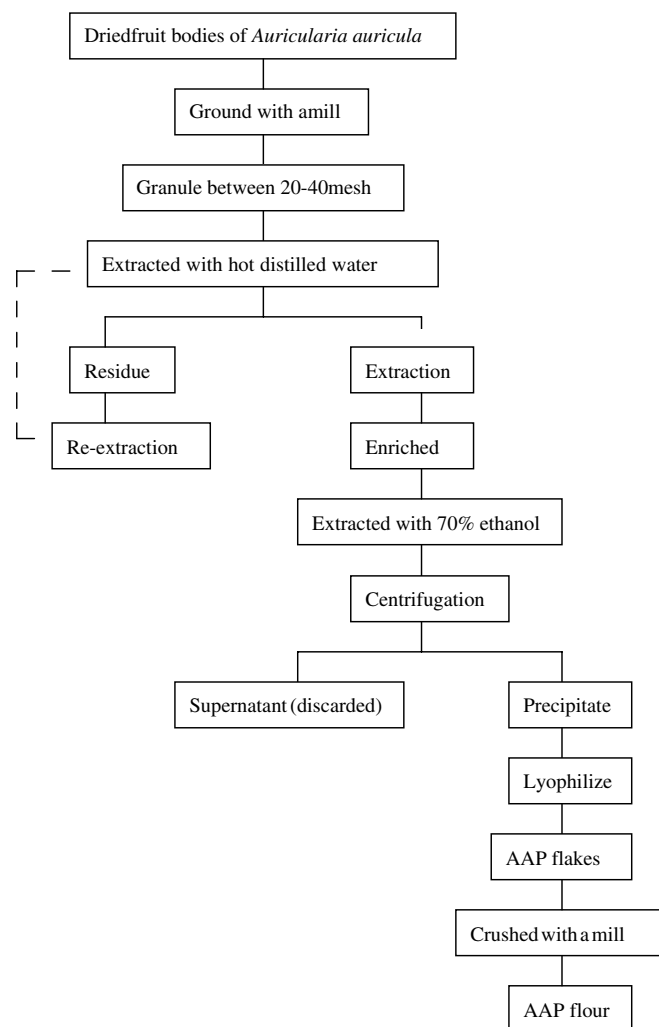 Driedfruit bodies of Auricularia auricula
Ground with amill
Granule between 20-40mesh
Extracted with hot distilled water
Residue
Extraction
Re-extraction
Enriched
Extracted with 70% ethanol
Centrifugation
Supernatant (discarded)
Precipitate
Lyophilize
AAP flakes
Crushed with a mill
AAP flour